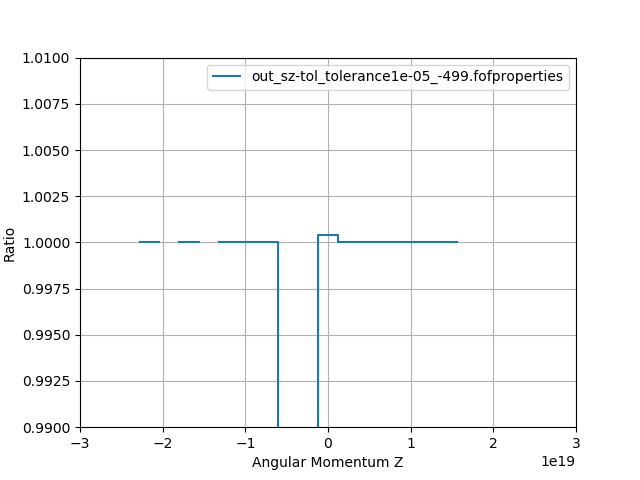 1.0100
1.0075
1.0050
1.0025
1.0000
0.9975
0.9950
0.9925
0.9900
Ratio
out_sz-tol_tolerance1e-05_-499.fofproperties
−3 −2 −1 0 1 2 3
1e19
Angular Momentum Z